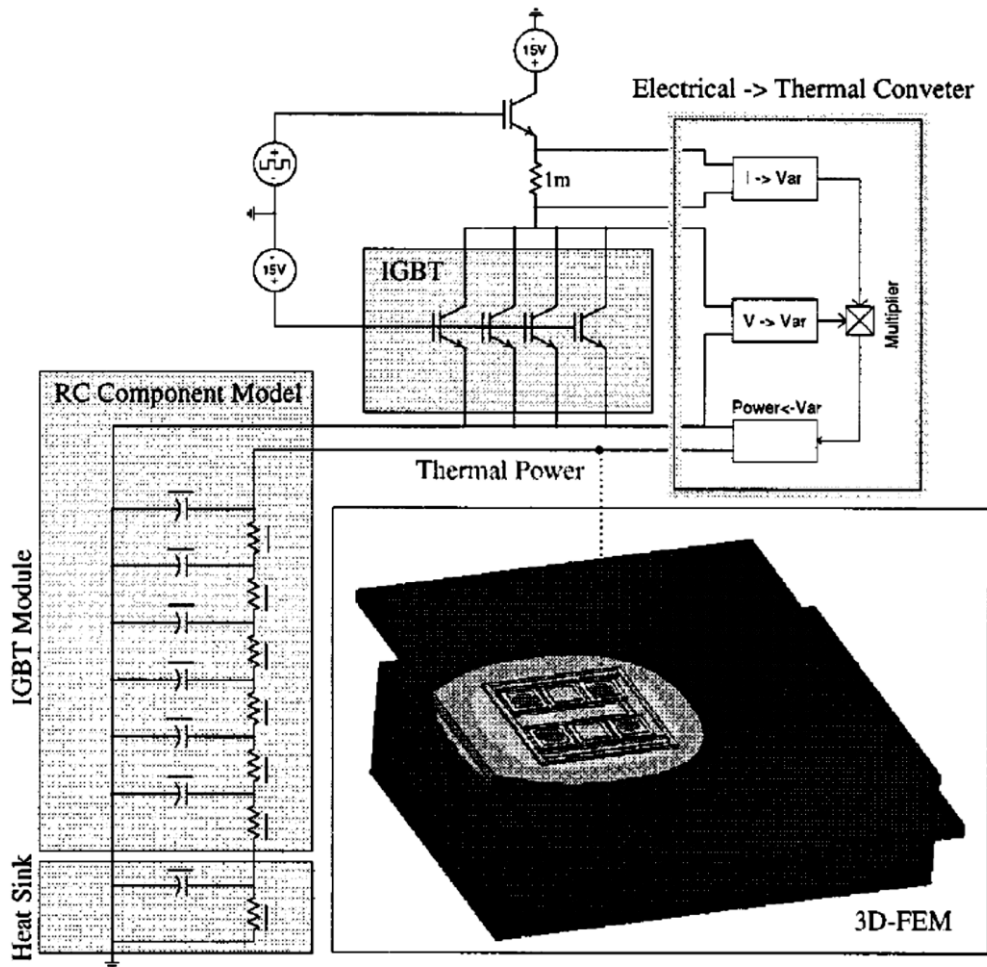 -
15V
+
Electrical -> Thermal Conveter
+
-
1m
I -> Var
-
15V
+
IGBT
V -> Var
Multiplier
RC Component Model
Power<-Var
Thermal Power
IGBT Module
Heat Sink
3D-FEM